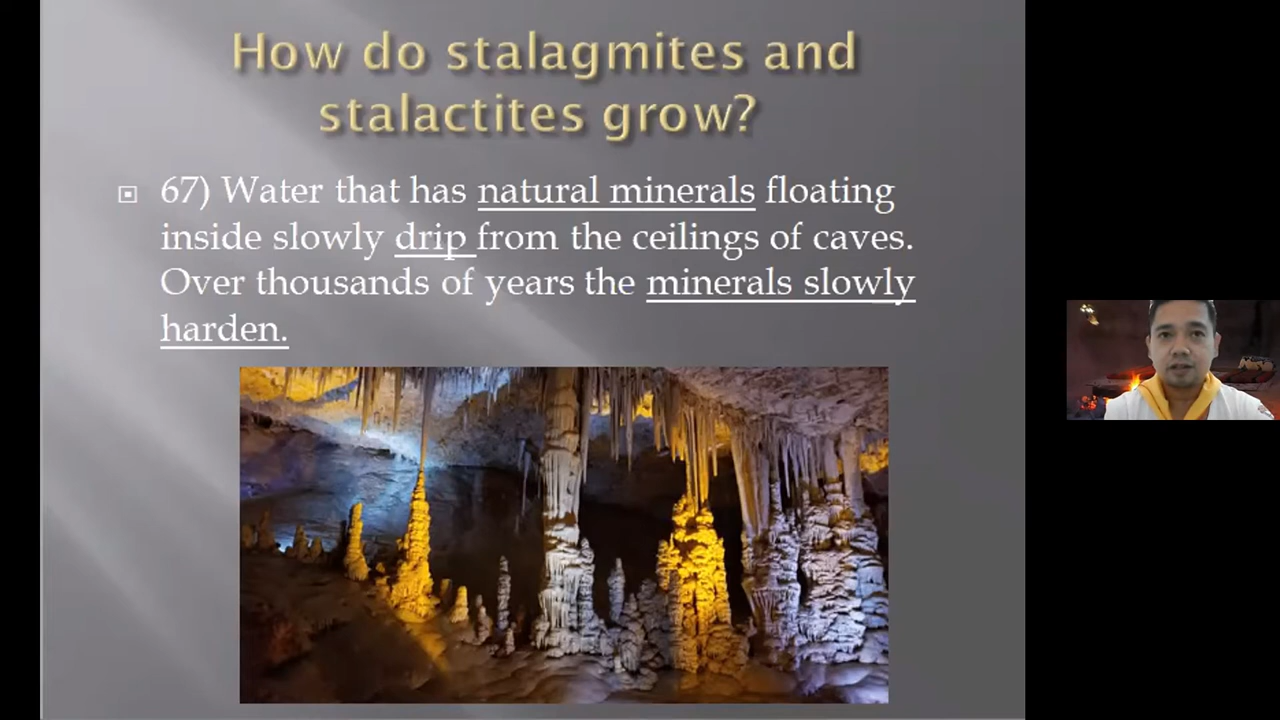 How do stalagmites and
stalactites grow?
67) Water that has natural minerals floating
inside slowly drip from the ceilings of caves.
Over thousands of years the minerals slowly
harden.